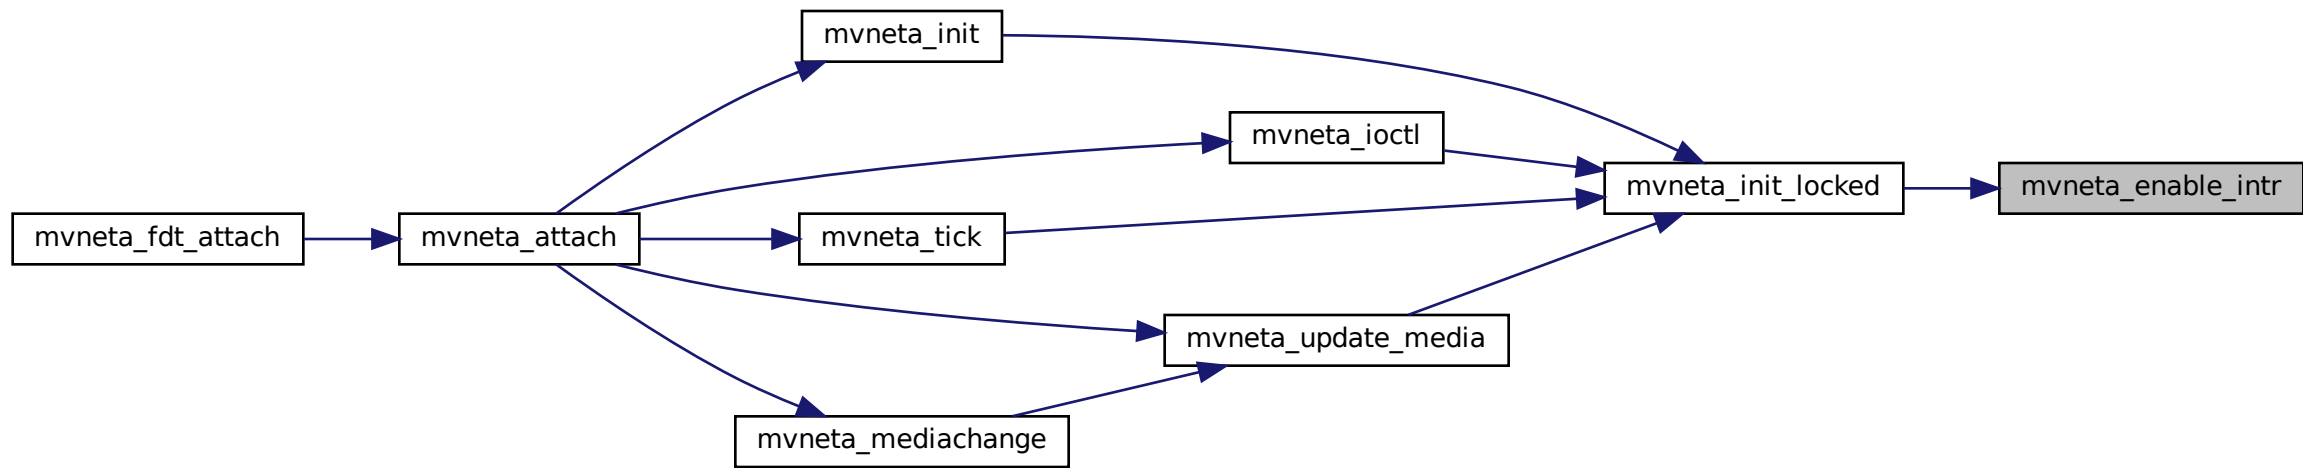 mvneta_init
mvneta_ioctl
mvneta_init_locked
mvneta_enable_intr
mvneta_fdt_attach
mvneta_attach
mvneta_tick
mvneta_update_media
mvneta_mediachange